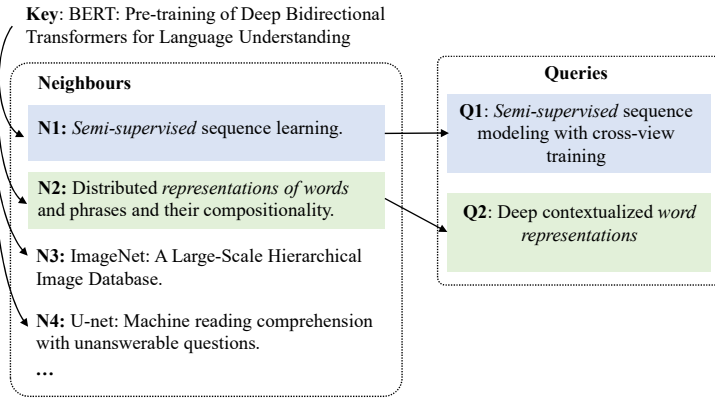 Key: BERT: Pre-training of Deep Bidirectional
Transformers for Language Understanding
Neighbours
N1: Semi-supervised sequence learning.
N2: Distributed representations of words
and phrases and their compositionality.
N3: ImageNet: A Large-Scale Hierarchical
Image Database.
N4: U-net: Machine reading comprehension
with unanswerable questions.
...
Queries
Q1: Semi-supervised sequence
modeling with cross-view
training
Q2: Deep contextualized word
representations